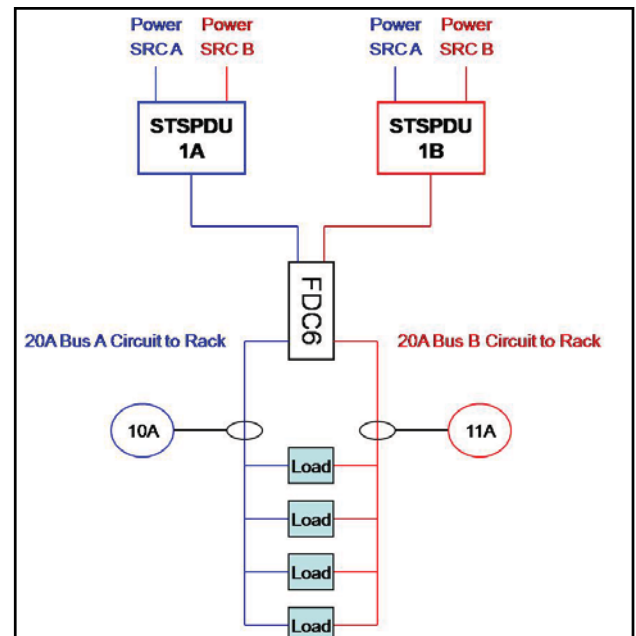 Power
SRC A
Power
SRC B
Power
SRC A
Power
SRC B
STSPDU
1A
STSPDU
1B
FDC6
20A Bus A Circuit to Rack
20A Bus B Circuit to Rack
10A
11A
Load
Load
Load
Load